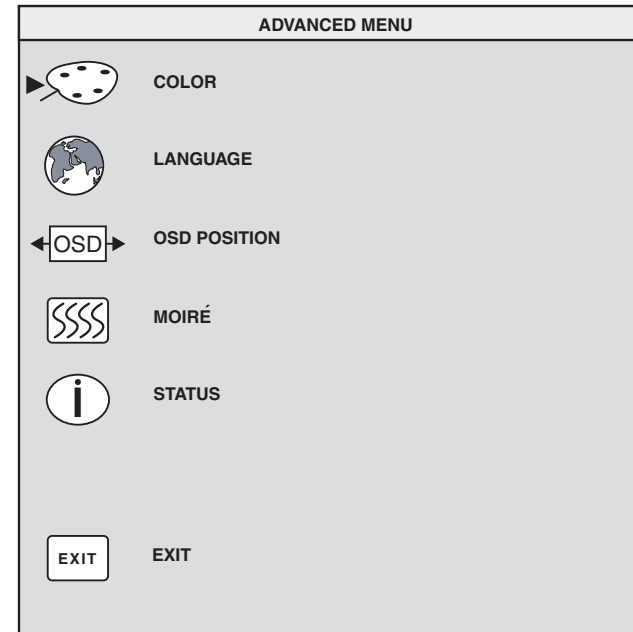 ADVANCED MENU
COLOR
LANGUAGE
OSD OSD POSITION
MOIRÉ
i STATUS
EXIT EXIT